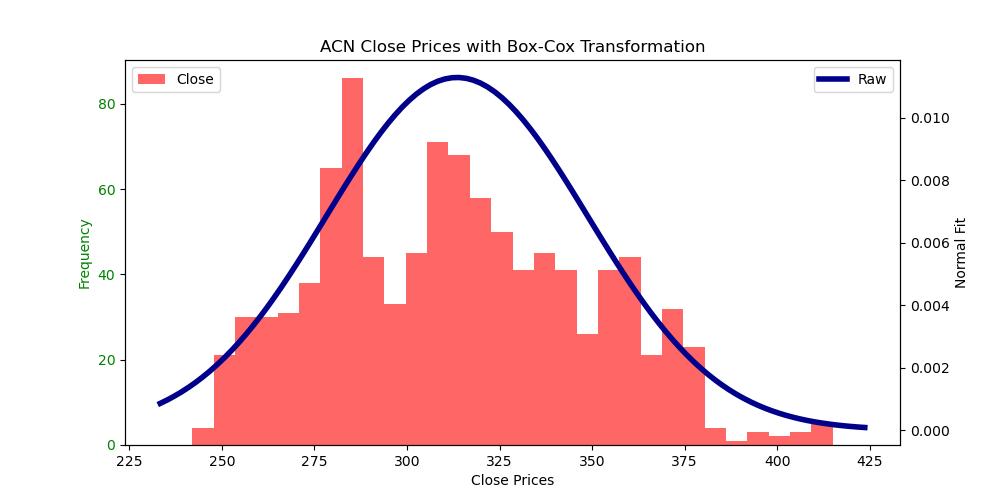 ACN Close Prices with Box-Cox Transformation
Close
Raw
Frequency
80
60
40
20
0
0.010
0.008
0.006
0.004
0.002
0.000
Normal Fit
225 250 275 300 325 350 375 400 425
Close Prices